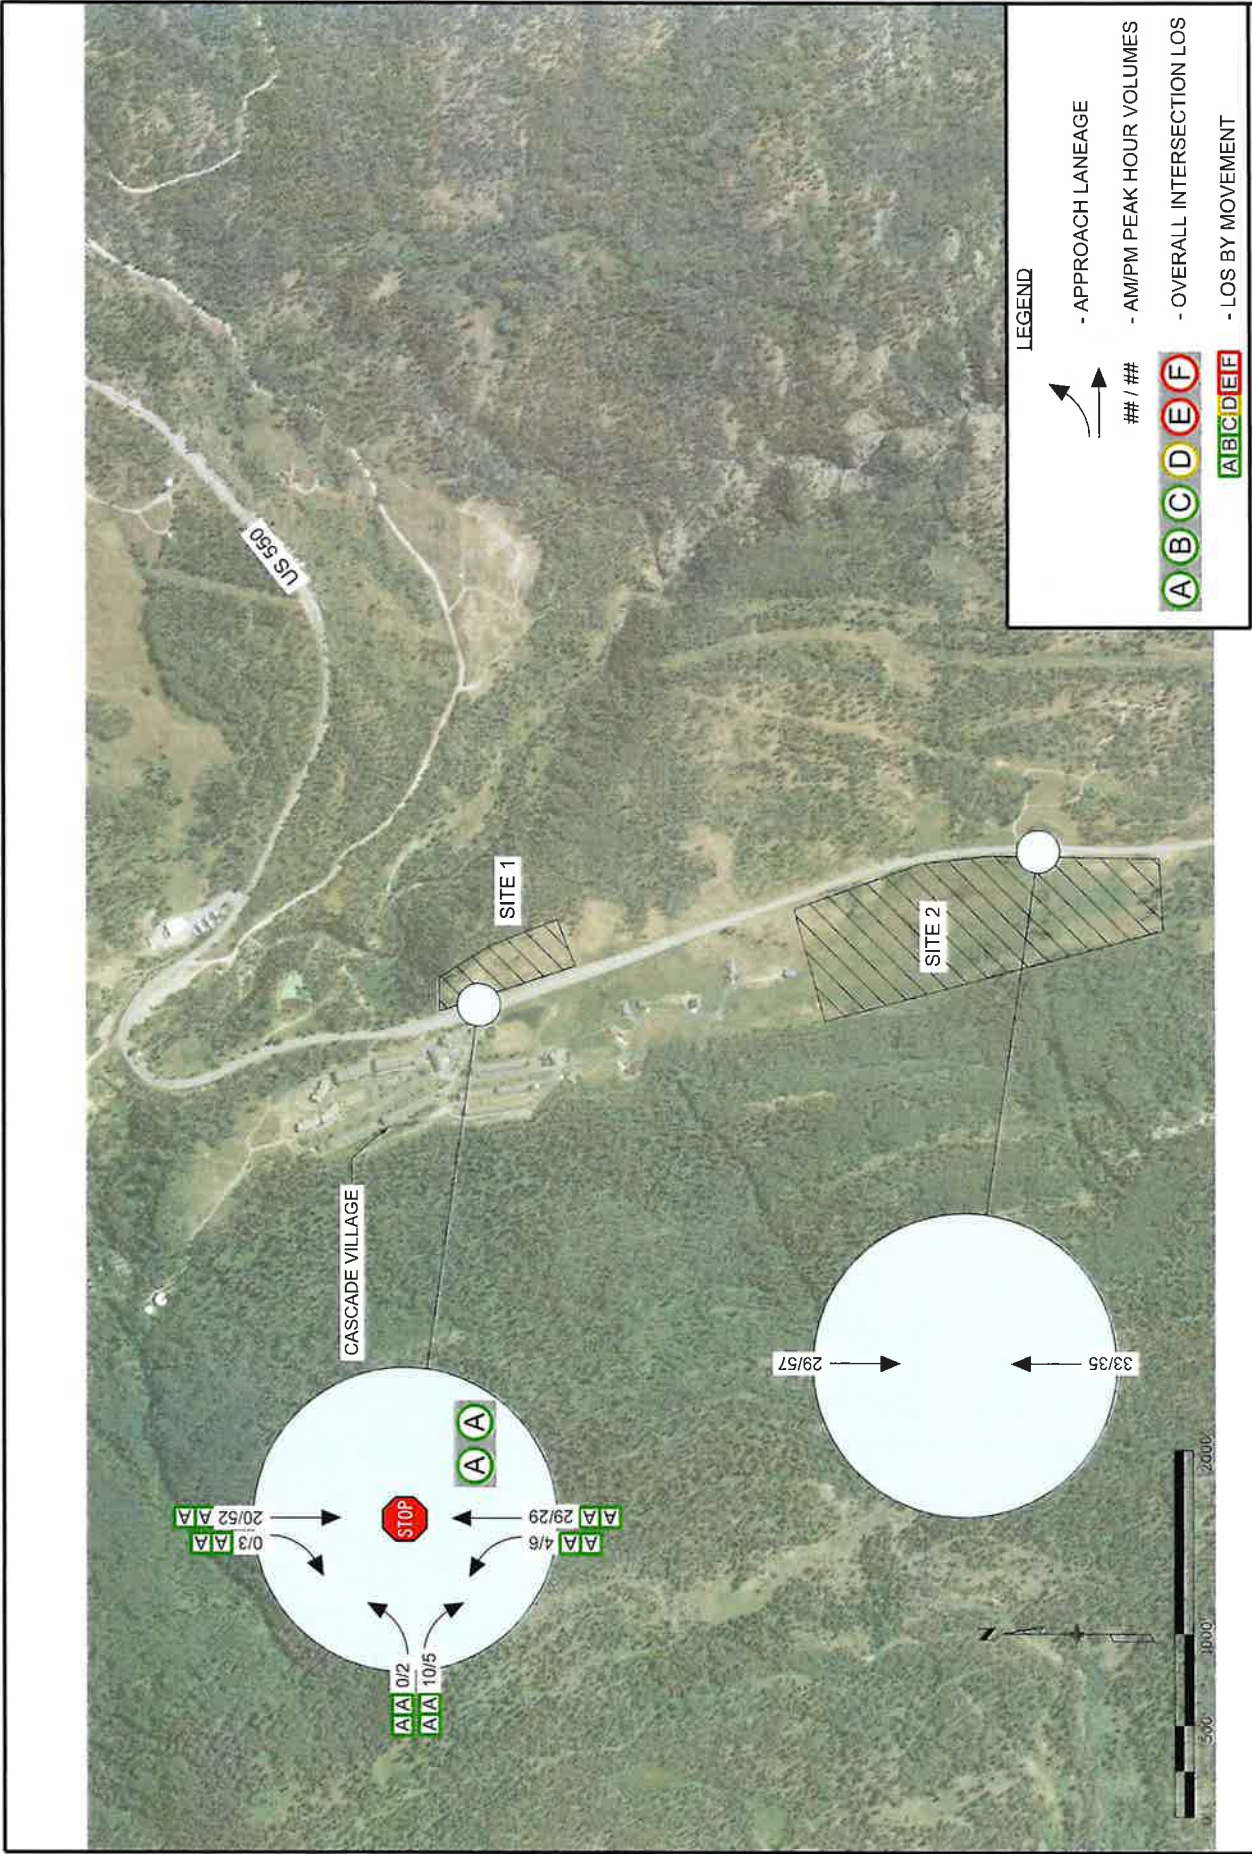 US 550
SITE 1
SITE 2
CASCADE VILLAGE
A A 20/52
A A 0/3
STOP
A A
A A 0/2
A A 10/5
29/29 A A
4/6 A A
29/57
33/35
N
0 500 1000 2000
LEGEND
- APPROACH LANEAGE
## / ## - AM/PM PEAK HOUR VOLUMES
A B C D E F - OVERALL INTERSECTION LOS
A B C D E F - LOS BY MOVEMENT